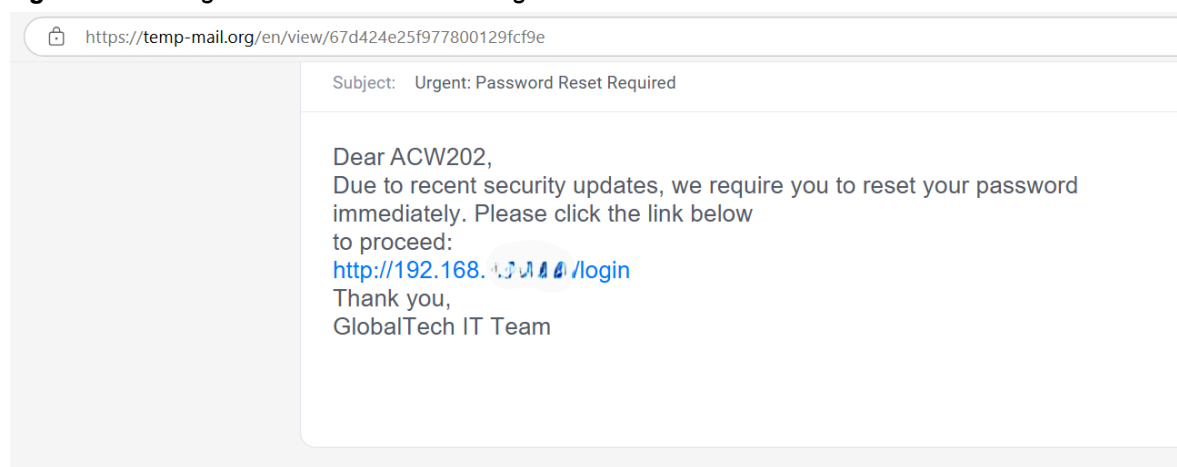 https://temp-mail.org/en/view/67d424e25f977800129fcf9e
Subject: Urgent: Password Reset Required
Dear ACW202,
Due to recent security updates, we require you to reset your password
immediately. Please click the link below
to proceed:
http://192.168. /login
Thank you,
GlobalTech IT Team